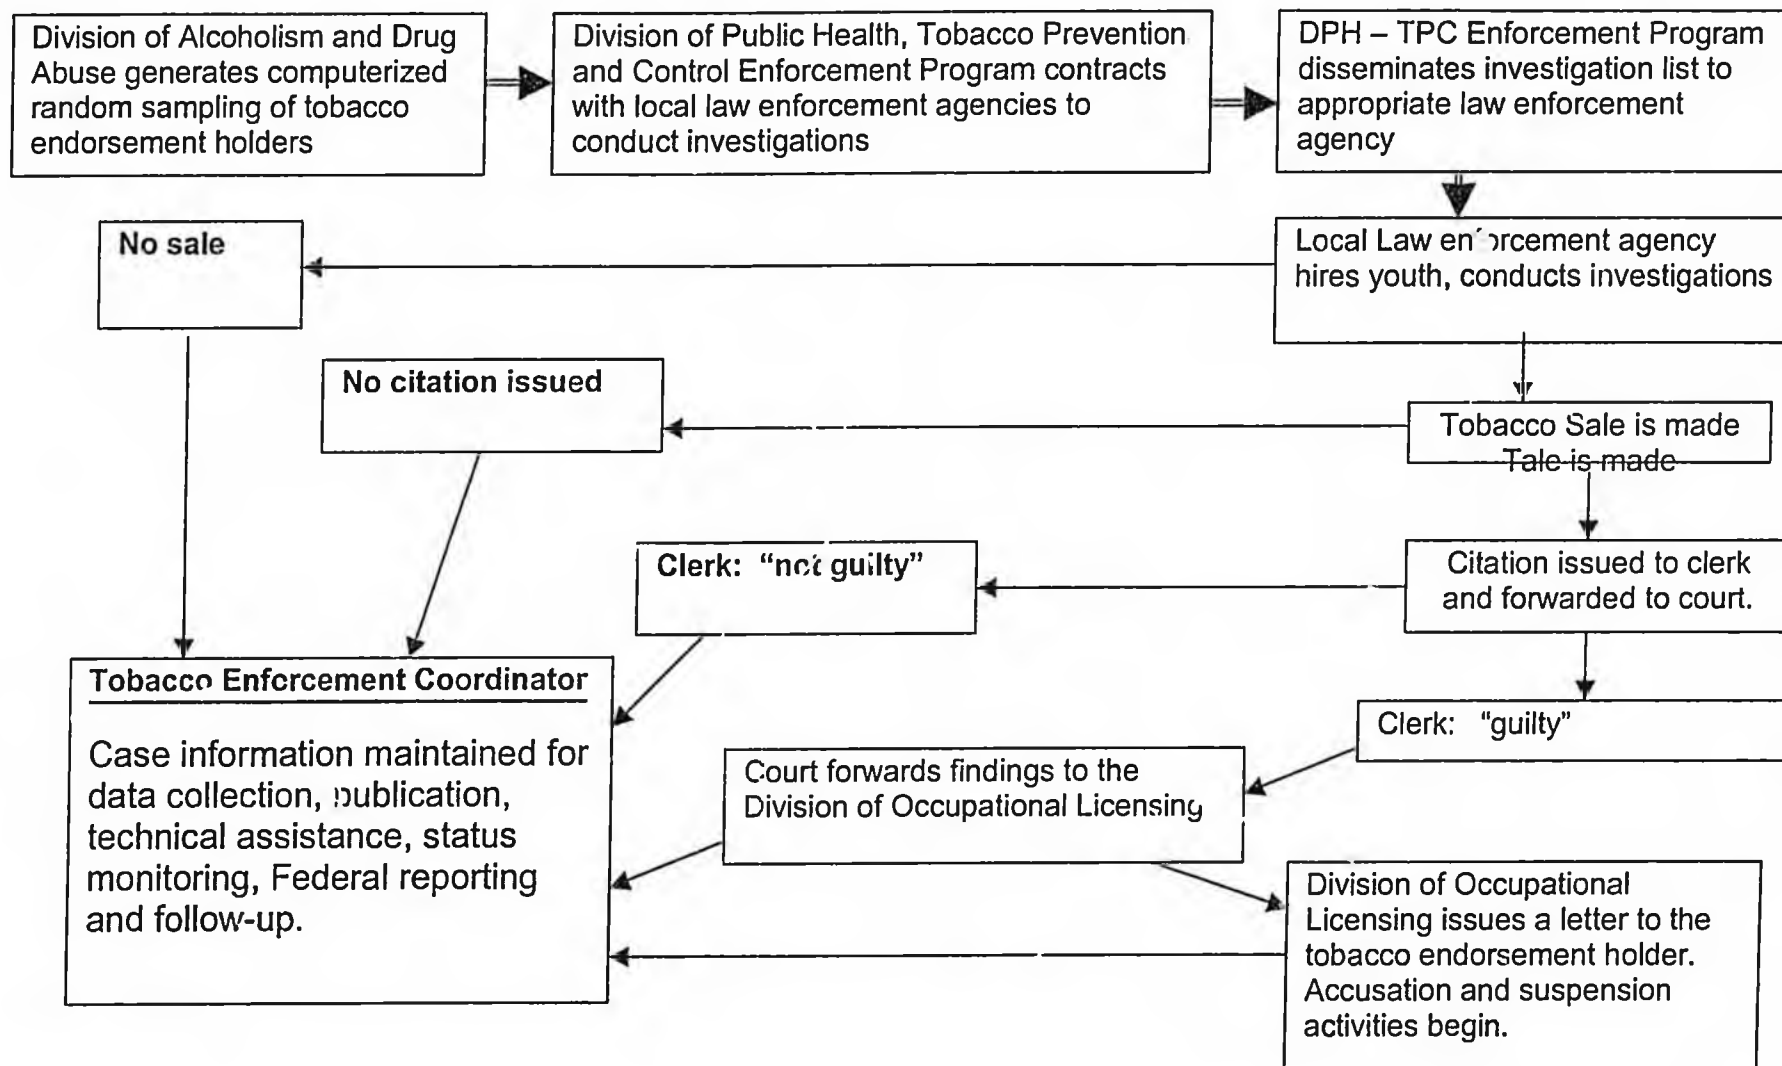 Division of Alcoholism and Drug
Abuse generates computerized
random sampling of tobacco
endorsement holders
Division of Public Health, Tobacco Prevention
and Control Enforcement Program contracts
with local law enforcement agencies to
conduct investigations
DPH – TPC Enforcement Program
disseminates investigation list to
appropriate law enforcement
agency
No sale
Local Law enforcement agency
hires youth, conducts investigations
No citation issued
Tobacco Sale is made
Tale is made
Clerk: "not guilty"
Citation issued to clerk
and forwarded to court.
Tobacco Enforcement Coordinator
Case information maintained for
data collection, publication,
technical assistance, status
monitoring, Federal reporting
and follow-up.
Clerk: "guilty"
Court forwards findings to the
Division of Occupational Licensing
Division of Occupational
Licensing issues a letter to the
tobacco endorsement holder.
Accusation and suspension
activities begin.